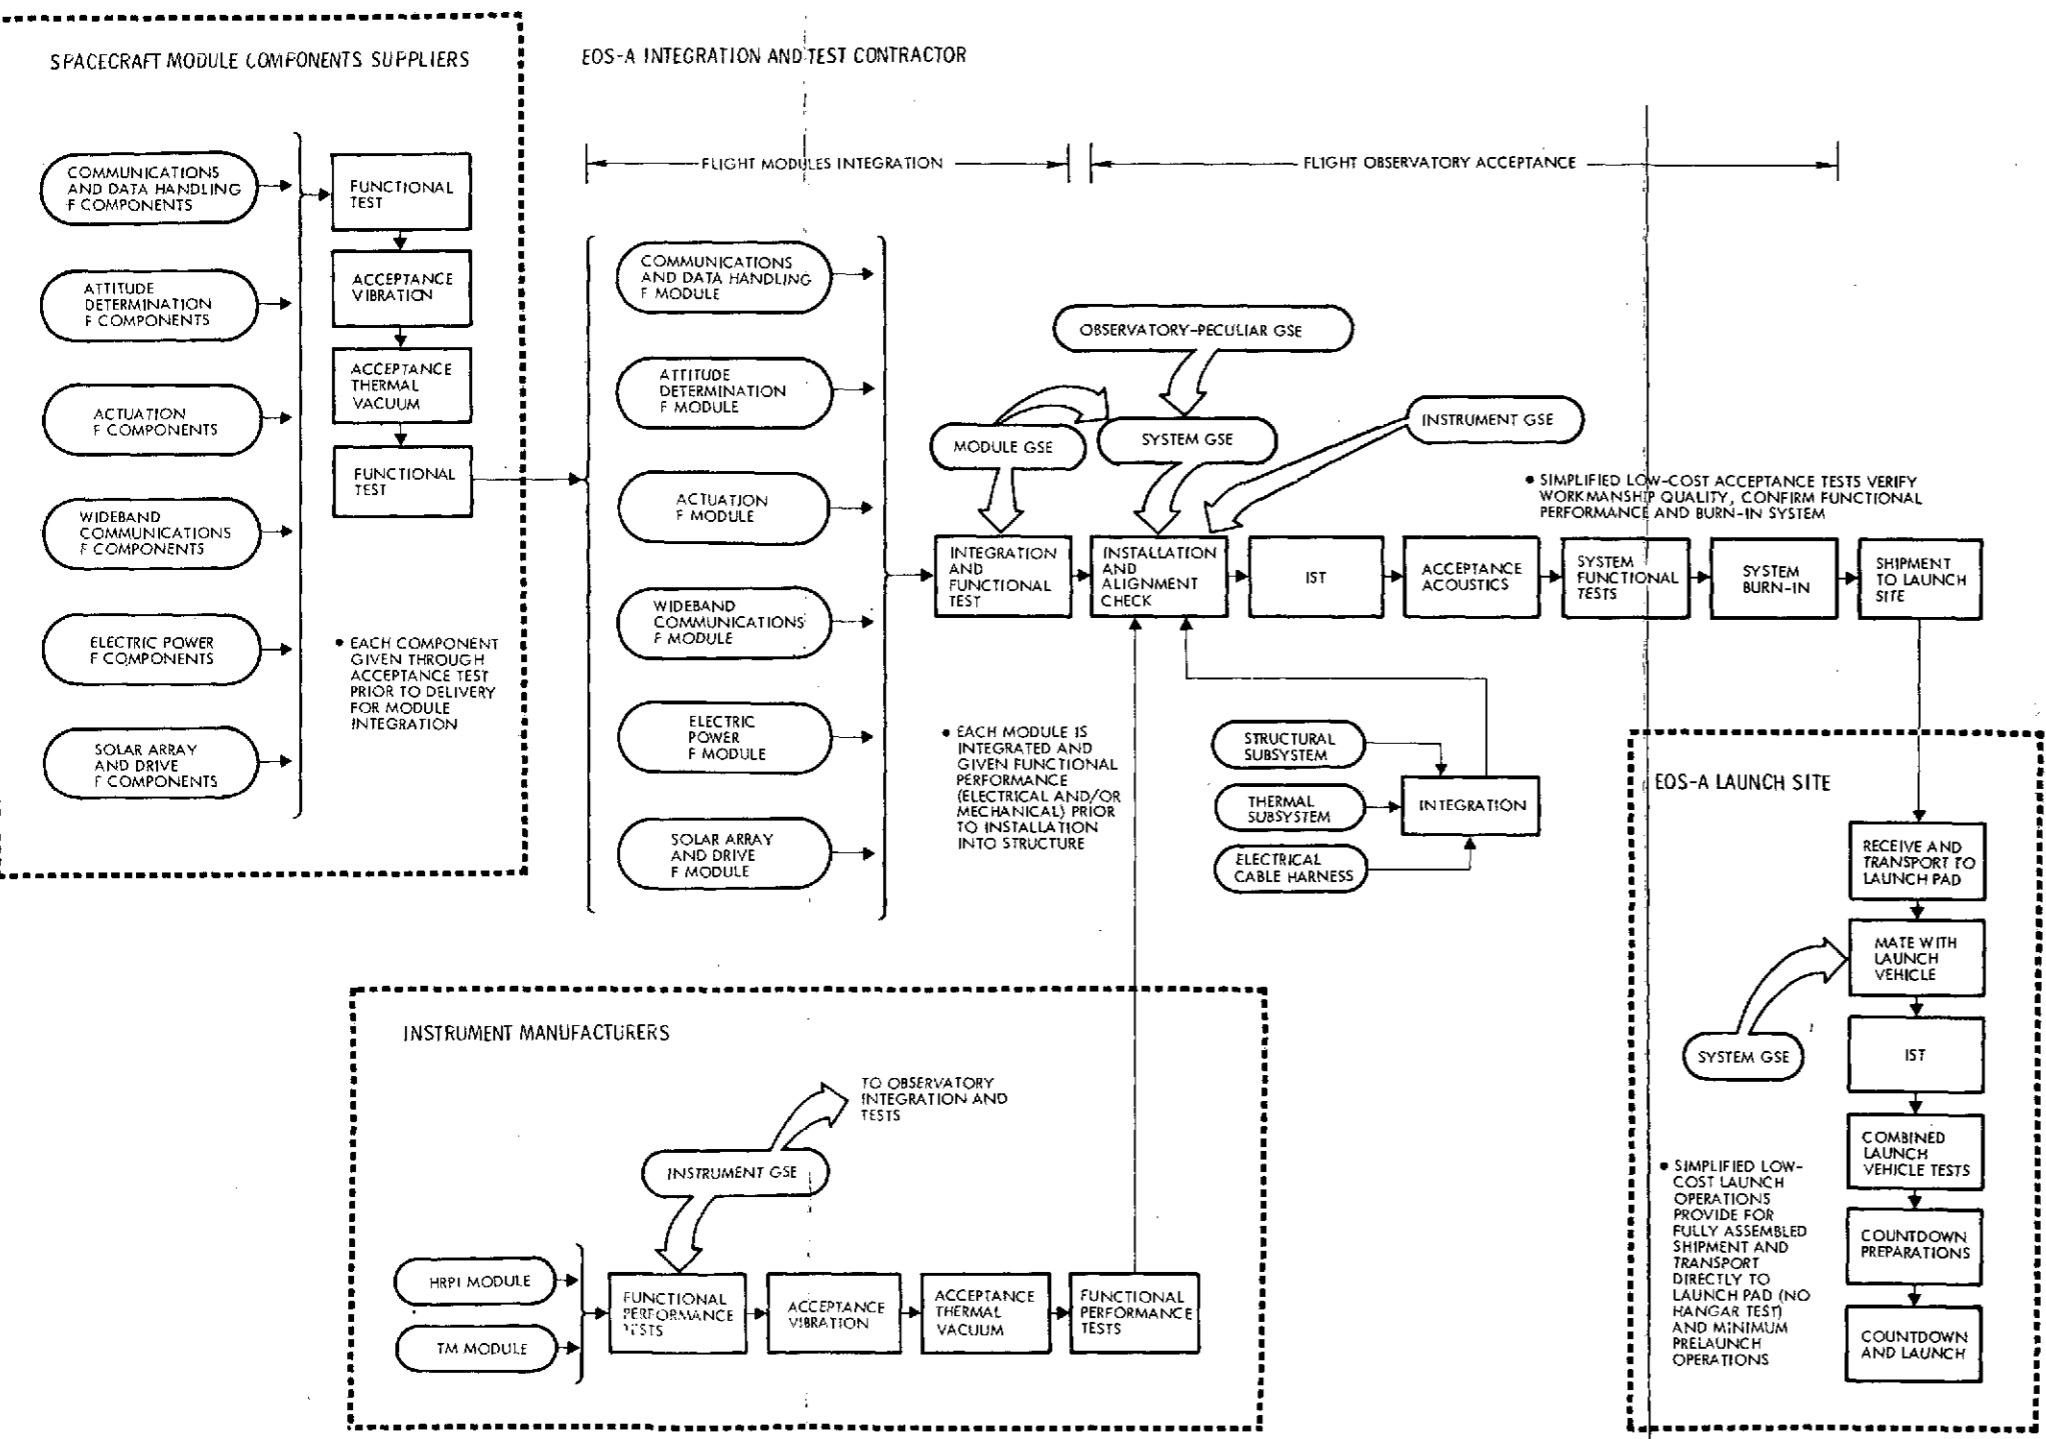 SPACECRAFT MODULE COMPONENTS SUPPLIERS
COMMUNICATIONS
AND DATA HANDLING
F COMPONENTS
ATTITUDE
DETERMINATION
F COMPONENTS
ACTUATION
F COMPONENTS
WIDEBAND
COMMUNICATIONS
F COMPONENTS
ELECTRIC POWER
F COMPONENTS
SOLAR ARRAY
AND DRIVE
F COMPONENTS
FUNCTIONAL
TEST
ACCEPTANCE
VIBRATION
ACCEPTANCE
THERMAL
VACUUM
FUNCTIONAL
TEST
• EACH COMPONENT
GIVEN THROUGH
ACCEPTANCE TEST
PRIOR TO DELIVERY
FOR MODULE
INTEGRATION
EOS-A INTEGRATION AND TEST CONTRACTOR
FLIGHT MODULES INTEGRATION
FLIGHT OBSERVATORY ACCEPTANCE
COMMUNICATIONS
AND DATA HANDLING
F MODULE
ATTITUDE
DETERMINATION
F MODULE
ACTUATION
F MODULE
WIDEBAND
COMMUNICATIONS
F MODULE
ELECTRIC
POWER
F MODULE
SOLAR ARRAY
AND DRIVE
F MODULE
OBSERVATORY-PECULIAR GSE
MODULE GSE
SYSTEM GSE
INSTRUMENT GSE
• SIMPLIFIED LOW-COST ACCEPTANCE TESTS VERIFY
WORKMANSHIP QUALITY, CONFIRM FUNCTIONAL
PERFORMANCE AND BURN-IN SYSTEM
INTEGRATION
AND
FUNCTIONAL
TEST
INSTALLATION
AND
ALIGNMENT
CHECK
IST
ACCEPTANCE
ACOUSTICS
SYSTEM
FUNCTIONAL
TESTS
SYSTEM
BURN-IN
SHIPMENT
TO LAUNCH
SITE
• EACH MODULE IS
INTEGRATED AND
GIVEN FUNCTIONAL
PERFORMANCE
(ELECTRICAL AND/OR
MECHANICAL) PRIOR
TO INSTALLATION
INTO STRUCTURE
STRUCTURAL
SUBSYSTEM
THERMAL
SUBSYSTEM
ELECTRICAL
CABLE HARNESS
INTEGRATION
INSTRUMENT MANUFACTURERS
TO OBSERVATORY
INTEGRATION AND
TESTS
INSTRUMENT GSE
HRPI MODULE
TM MODULE
FUNCTIONAL
PERFORMANCE
TESTS
ACCEPTANCE
VIBRATION
ACCEPTANCE
THERMAL
VACUUM
FUNCTIONAL
PERFORMANCE
TESTS
EOS-A LAUNCH SITE
RECEIVE AND
TRANSPORT TO
LAUNCH PAD
MATE WITH
LAUNCH
VEHICLE
SYSTEM GSE
IST
COMBINED
LAUNCH
VEHICLE TESTS
COUNTDOWN
PREPARATIONS
COUNTDOWN
AND LAUNCH
• SIMPLIFIED LOW-
COST LAUNCH
OPERATIONS
PROVIDE FOR
FULLY ASSEMBLED
SHIPMENT AND
TRANSPORT
DIRECTLY TO
LAUNCH PAD (NO
HANGAR TEST)
AND MINIMUM
PRELAUNCH
OPERATIONS